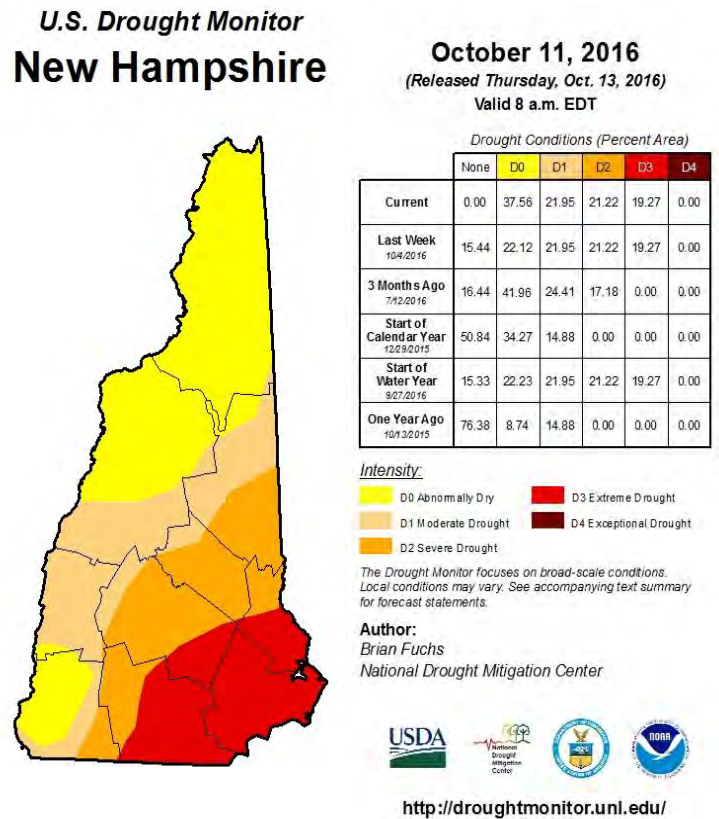 U.S. Drought Monitor
New Hampshire
October 11, 2016
(Released Thursday, Oct. 13, 2016)
Valid 8 a.m. EDT
Drought Conditions (Percent Area)
None D0 D1 D2 D3 D4
Current 0.00 37.56 21.95 21.22 19.27 0.00
Last Week 15.44 22.12 21.95 21.22 19.27 0.00
10/4/2016
3 Months Ago 16.44 41.96 24.41 17.18 0.00 0.00
7/12/2016
Start of
Calendar Year 50.84 34.27 14.88 0.00 0.00 0.00
12/29/2015
Start of
Water Year 15.33 22.23 21.95 21.22 19.27 0.00
9/27/2016
One Year Ago 76.38 8.74 14.88 0.00 0.00 0.00
10/13/2015
Intensity:
D0 Abnormally Dry D3 Extreme Drought
D1 Moderate Drought D4 Exceptional Drought
D2 Severe Drought
The Drought Monitor focuses on broad-scale conditions.
Local conditions may vary. See accompanying text summary
for forecast statements.
Author:
Brian Fuchs
National Drought Mitigation Center
USDA
National
Drought
Mitigation
Center
NOAA
http://droughtmonitor.unl.edu/